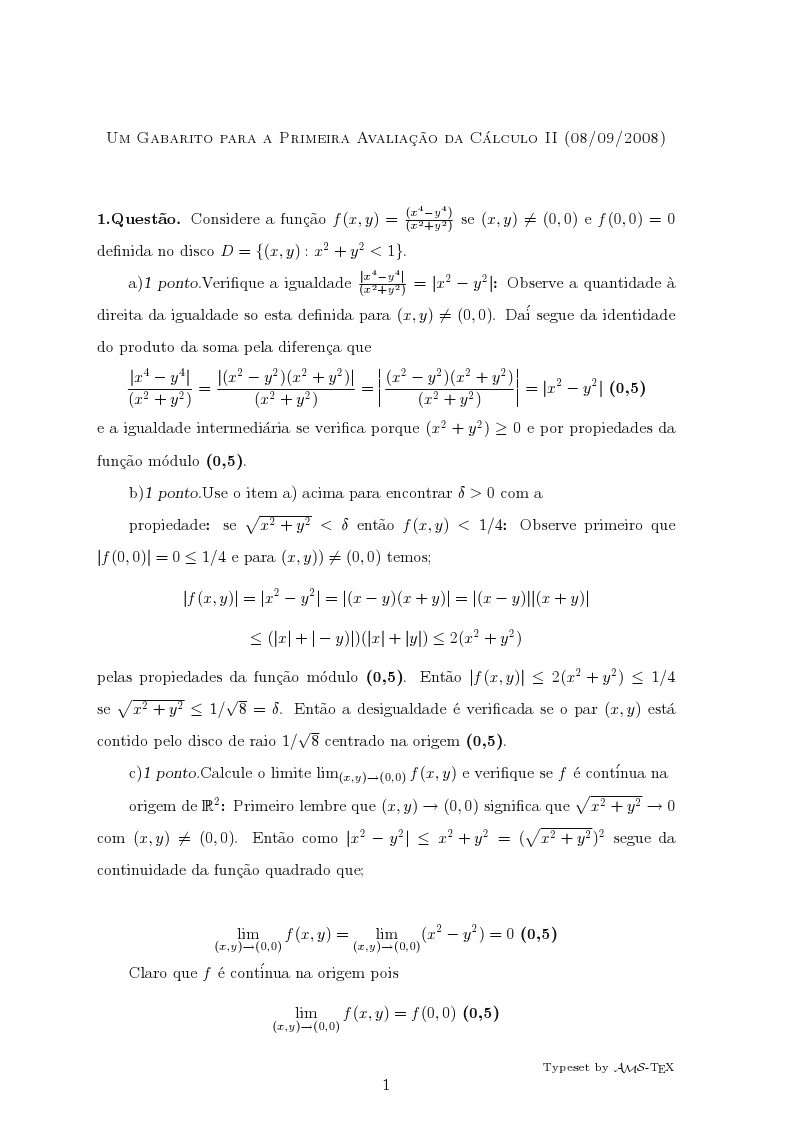 Um Gabarito para a Primeira Avaliação da Cálculo II (08/09/2008)
1.Questão. Considere a função f(x, y) = (x⁴−y⁴)/(x²+y²) se (x, y) ≠ (0, 0) e f(0, 0) = 0
definida no disco D = {(x, y) : x² + y² < 1}.
a)1 ponto.Verifique a igualdade |x⁴−y⁴|/(x²+y²) = |x² − y²|: Observe a quantidade à
direita da igualdade so esta definida para (x, y) ≠ (0, 0). Daí segue da identidade
do produto da soma pela diferença que
|x⁴ − y⁴|/(x² + y²) = |(x² − y²)(x² + y²)|/(x² + y²) = |(x² − y²)(x² + y²)/(x² + y²)| = |x² − y²| (0,5)
e a igualdade intermediária se verifica porque (x² + y²) ≥ 0 e por propiedades da
função módulo (0,5).
b)1 ponto.Use o item a) acima para encontrar δ > 0 com a
propiedade: se √(x² + y²) < δ então f(x, y) < 1/4: Observe primeiro que
|f(0, 0)| = 0 ≤ 1/4 e para (x, y)) ≠ (0, 0) temos;
|f(x, y)| = |x² − y²| = |(x − y)(x + y)| = |(x − y)||(x + y)|
≤ (|x| + | − y)|)(|x| + |y|) ≤ 2(x² + y²)
pelas propiedades da função módulo (0,5). Então |f(x, y)| ≤ 2(x² + y²) ≤ 1/4
se √(x² + y²) ≤ 1/√8 = δ. Então a desigualdade é verificada se o par (x, y) está
contido pelo disco de raio 1/√8 centrado na origem (0,5).
c)1 ponto.Calcule o limite lim₍ₓ,y₎→₍₀,₀₎ f(x, y) e verifique se f é contínua na
origem de ℝ²: Primeiro lembre que (x, y) → (0, 0) significa que √(x² + y²) → 0
com (x, y) ≠ (0, 0). Então como |x² − y²| ≤ x² + y² = (√(x² + y²))² segue da
continuidade da função quadrado que;
lim (x,y)→(0,0) f(x, y) = lim (x,y)→(0,0) (x² − y²) = 0 (0,5)
Claro que f é contínua na origem pois
lim (x,y)→(0,0) f(x, y) = f(0, 0) (0,5)
Typeset by AMS-TEX
1